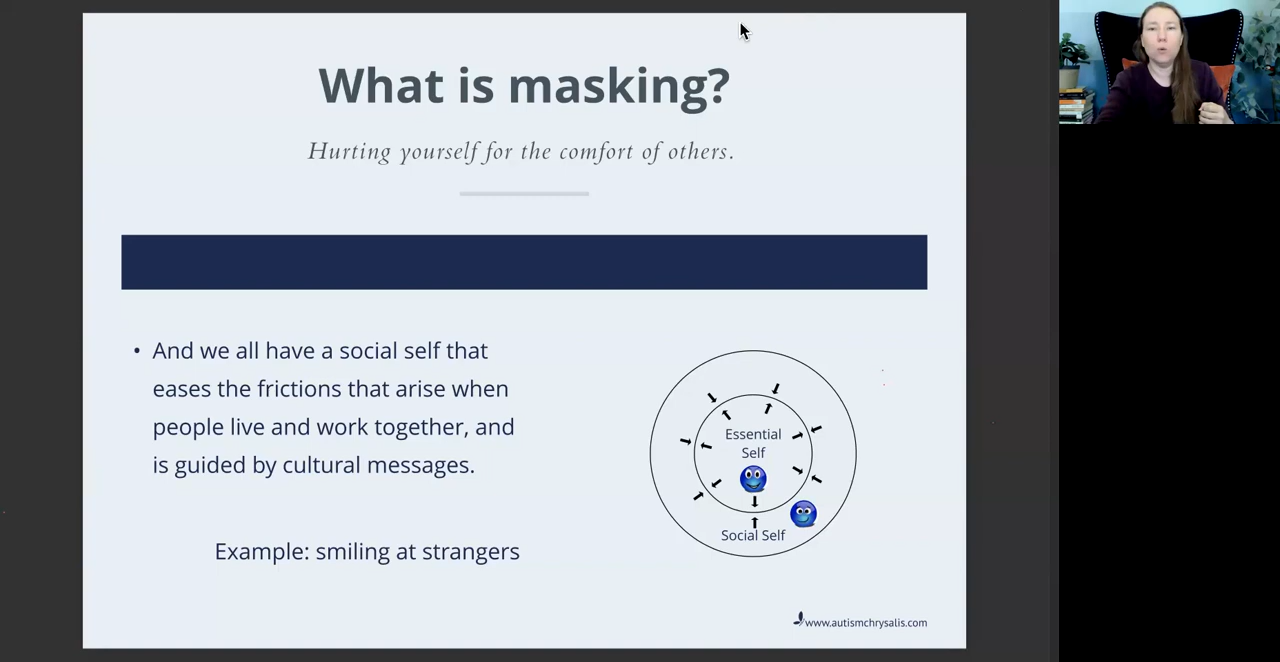 What is masking?
Hurting yourself for the comfort of others.
• And we all have a social self that
eases the frictions that arise when
people live and work together, and
is guided by cultural messages.
Example: smiling at strangers
Essential
Self
Social Self
www.autismchrysalis.com